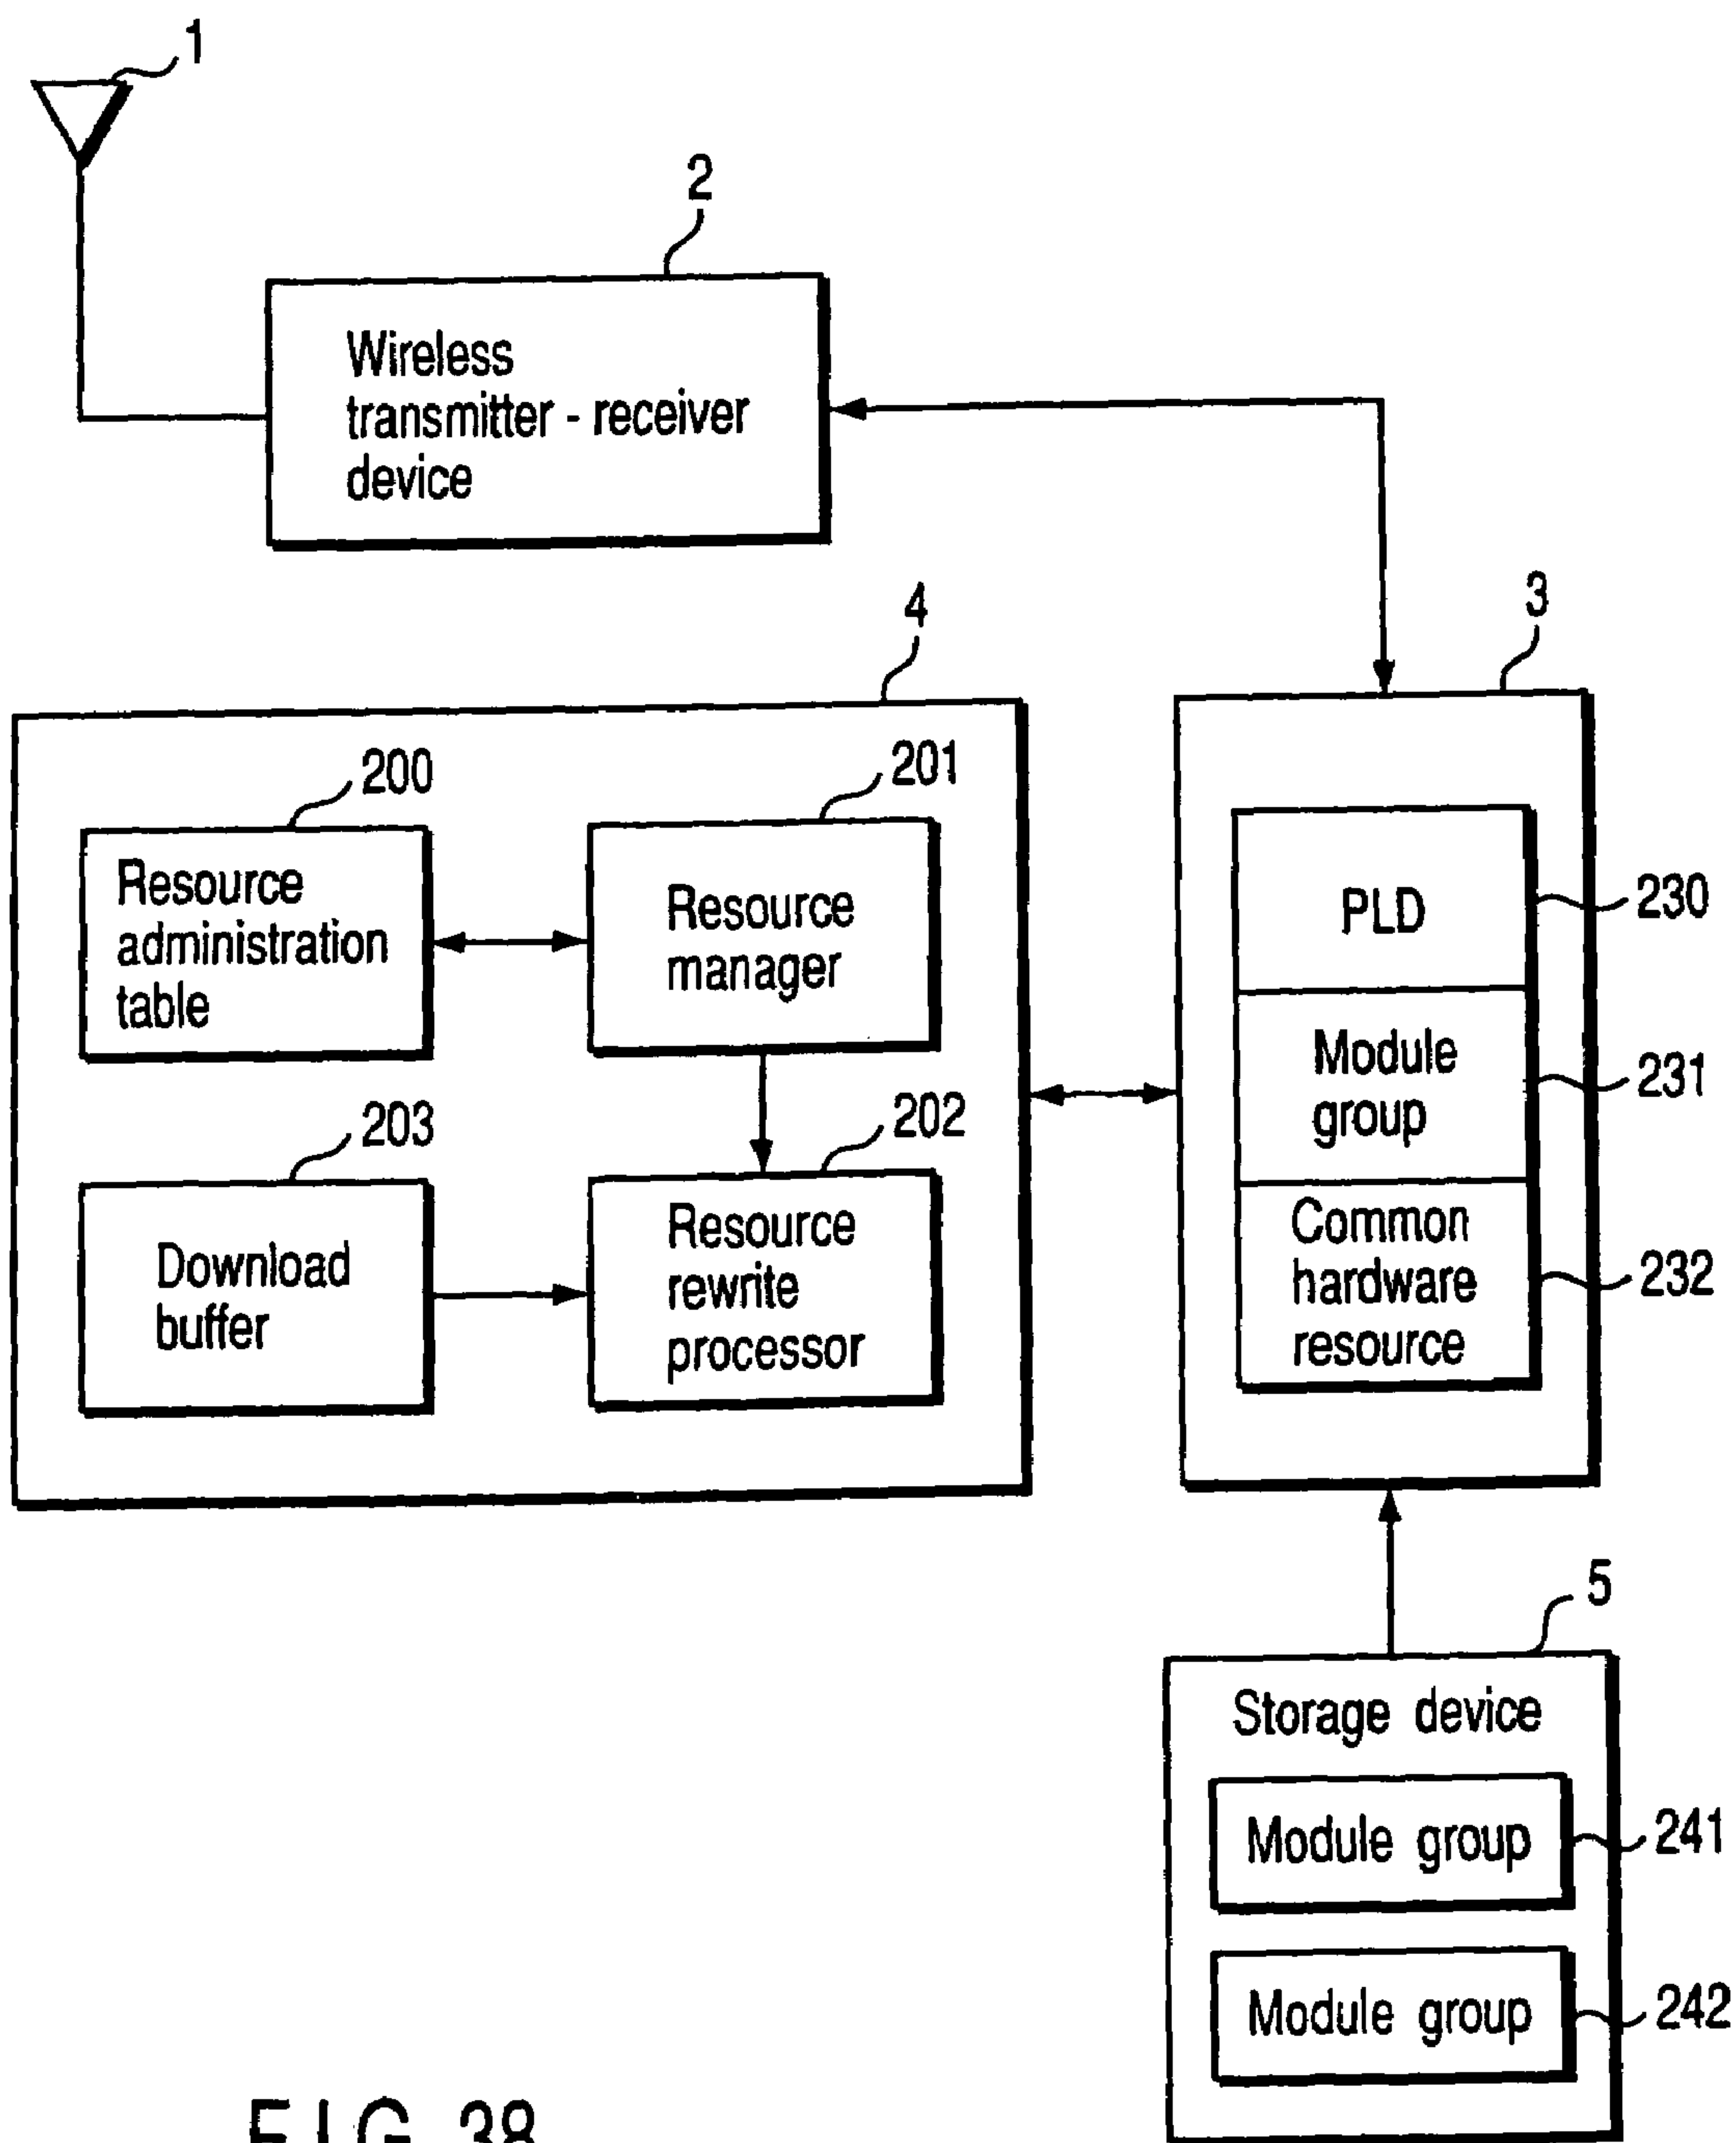 1
2
Wireless
transmitter - receiver
device
3
4
200
Resource
administration
table
201
Resource
manager
203
Download
buffer
202
Resource
rewrite
processor
PLD
230
Module
group
231
Common
hardware
resource
232
5
Storage device
Module group
241
Module group
242
FIG. 38